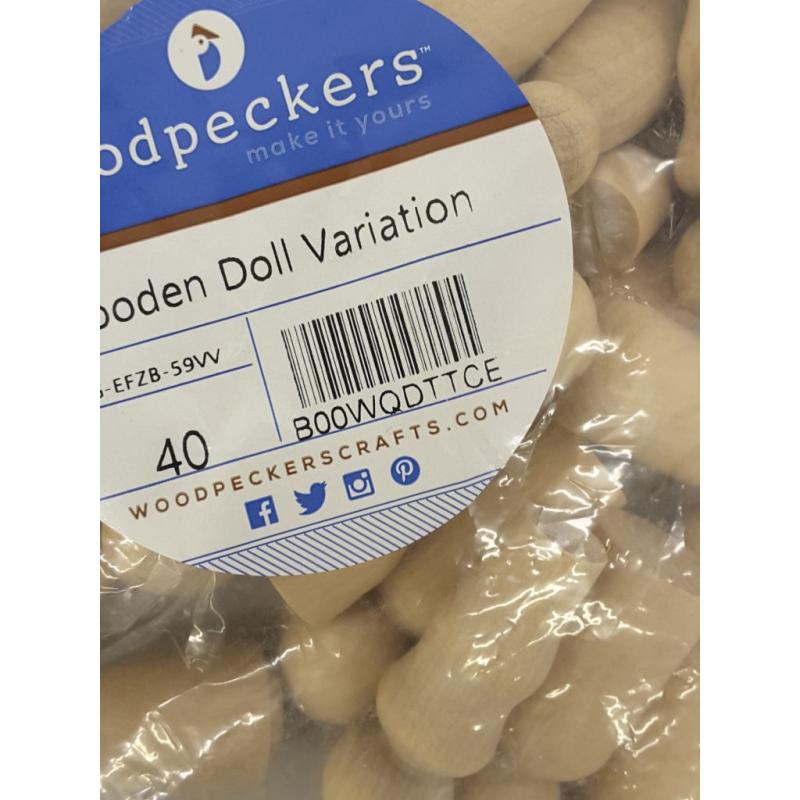 odpeckers™
make it yours
ooden Doll Variation
-EFZB-59VV
40
B00WQDTTCE
WOODPECKERSCRAFTS.COM